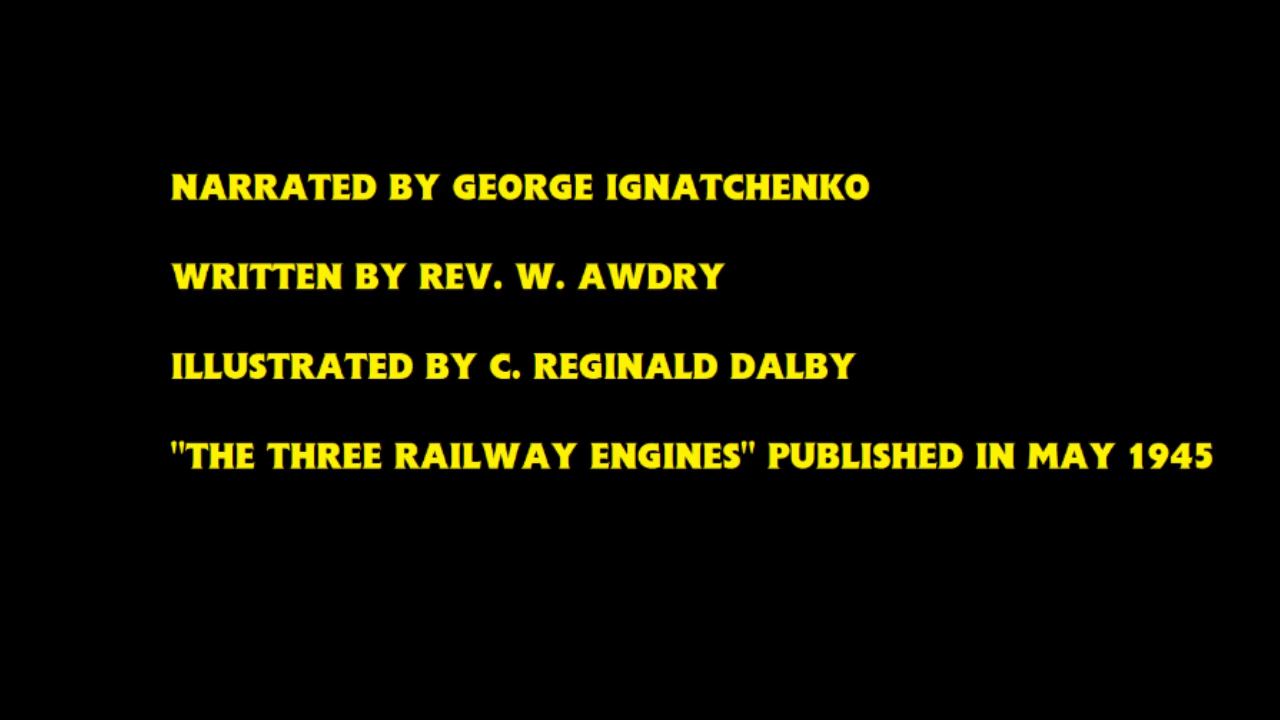 NARRATED BY GEORGE IGNATCHENKO
WRITTEN BY REV. W. AWDRY
ILLUSTRATED BY C. REGINALD DALBY
"THE THREE RAILWAY ENGINES" PUBLISHED IN MAY 1945